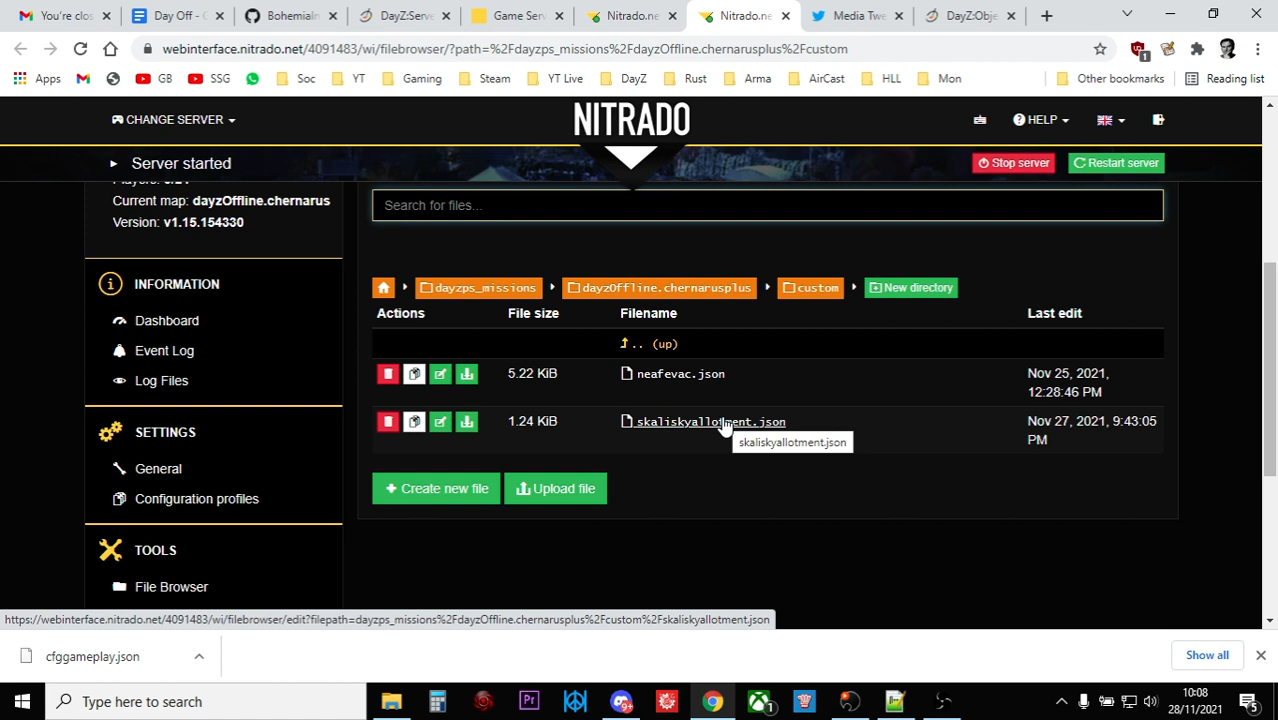 You're clos
Day Off - G
BohemiaIn
DayZ:Serve
Game Serv
Nitrado.ne
Nitrado.ne
Media Twe
DayZ:Obje
webinterface.nitrado.net/4091483/wi/filebrowser/?path=%2Fdayzps_missions%2FdayzOffline.chernarusplus%2Fcustom
1
Apps
GB
SSG
Soc
YT
Gaming
Steam
YT Live
DayZ
Rust
Arma
AirCast
HLL
Mon
Other bookmarks
Reading list
CHANGE SERVER
NITRADO
HELP
Server started
Stop server
Restart server
Current map: dayzOffline.chernarus
Version: v1.15.154330
INFORMATION
Dashboard
Event Log
Log Files
SETTINGS
General
Configuration profiles
TOOLS
File Browser
Search for files...
dayzps_missions
dayzOffline.chernarusplus
custom
New directory
Actions File size Filename Last edit
.. (up)
5.22 KiB neafevac.json Nov 25, 2021, 12:28:46 PM
1.24 KiB skaliskyallotment.json Nov 27, 2021, 9:43:05 PM
skaliskyallotment.json
Create new file
Upload file
https://webinterface.nitrado.net/4091483/wi/filebrowser/edit?filepath=dayzps_missions%2FdayzOffline.chernarusplus%2Fcustom%2Fskaliskyallotment.json
cfggameplay.json
Show all
Type here to search
Pr
9+
1
10:08
28/11/2021
5